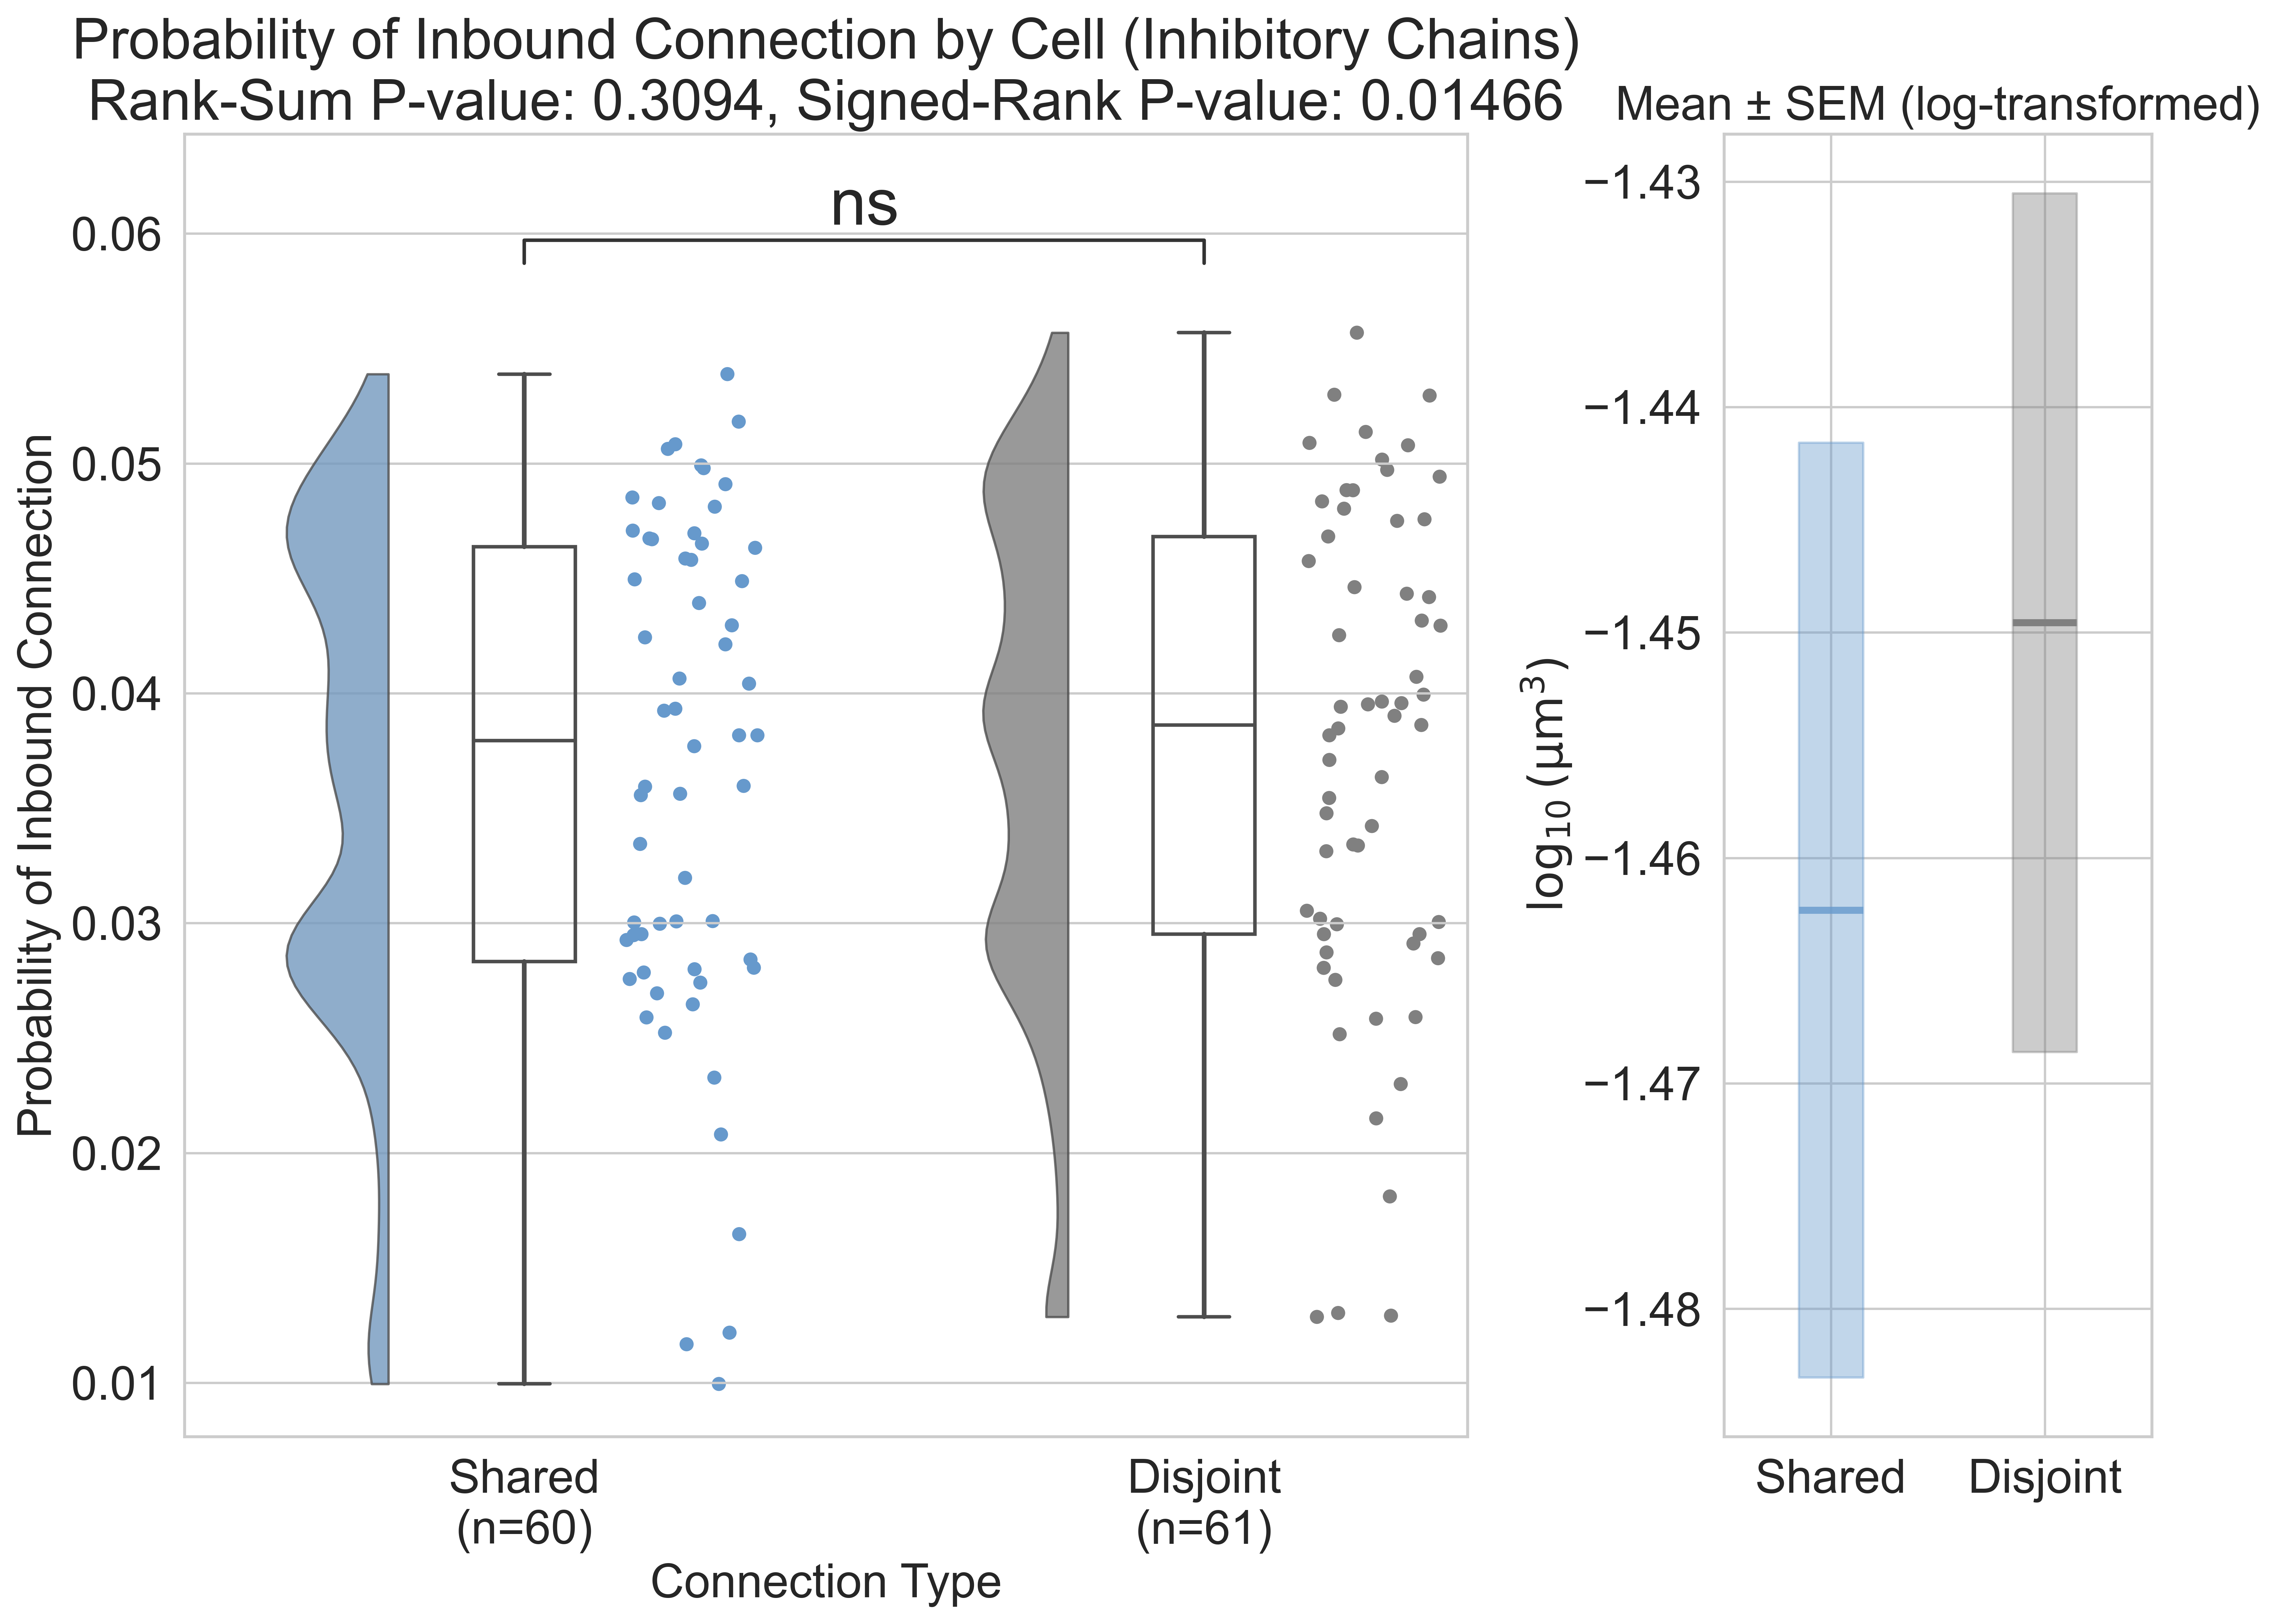 Probability of Inbound Connection by Cell (Inhibitory Chains)
Rank-Sum P-value: 0.3094, Signed-Rank P-value: 0.01466
Probability of Inbound Connection
0.06
0.05
0.04
0.03
0.02
0.01
ns
Shared
(n=60)
Disjoint
(n=61)
Connection Type
Mean ± SEM (log-transformed)
log₁₀ (µm³)
−1.43
−1.44
−1.45
−1.46
−1.47
−1.48
Shared
Disjoint